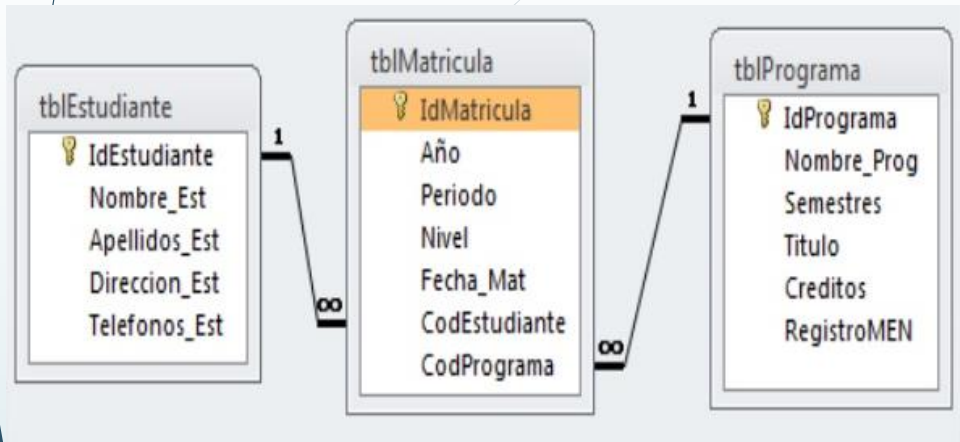 tblEstudiante
IdEstudiante
Nombre_Est
Apellidos_Est
Direccion_Est
Telefonos_Est
1
∞
tblMatricula
IdMatricula
Año
Periodo
Nivel
Fecha_Mat
CodEstudiante
CodPrograma
1
∞
tblPrograma
IdPrograma
Nombre_Prog
Semestres
Titulo
Creditos
RegistroMEN